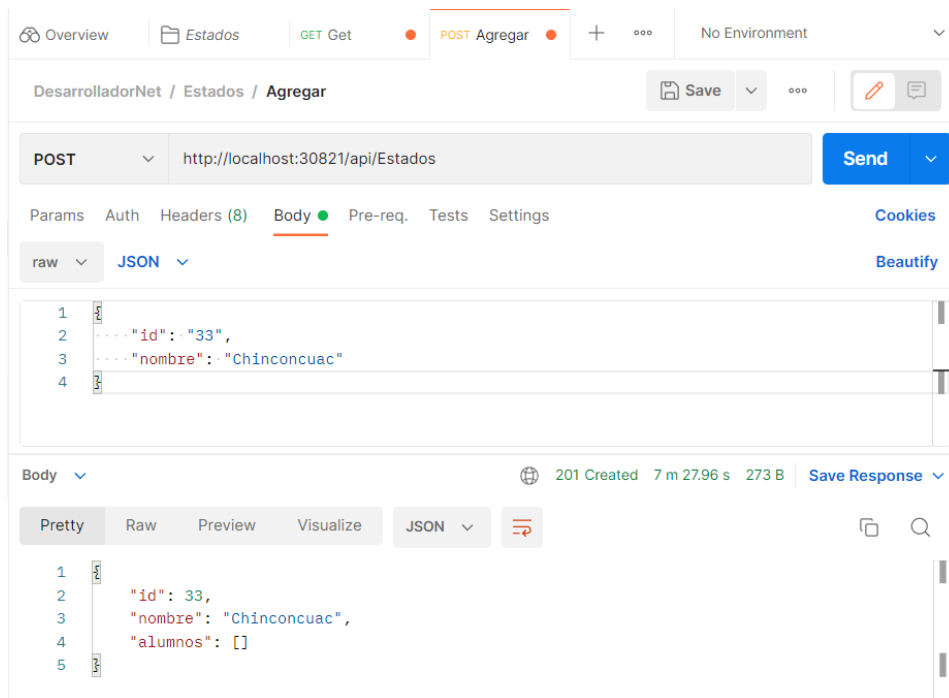 Overview Estados GET Get POST Agregar No Environment
DesarrolladorNet / Estados / Agregar Save
POST http://localhost:30821/api/Estados Send
Params Auth Headers (8) Body Pre-req. Tests Settings Cookies
raw JSON Beautify
1 {
2 "id": "33",
3 "nombre": "Chinconcuac"
4 }
Body 201 Created 7 m 27.96 s 273 B Save Response
Pretty Raw Preview Visualize JSON
1 {
2 "id": 33,
3 "nombre": "Chinconcuac",
4 "alumnos": []
5 }